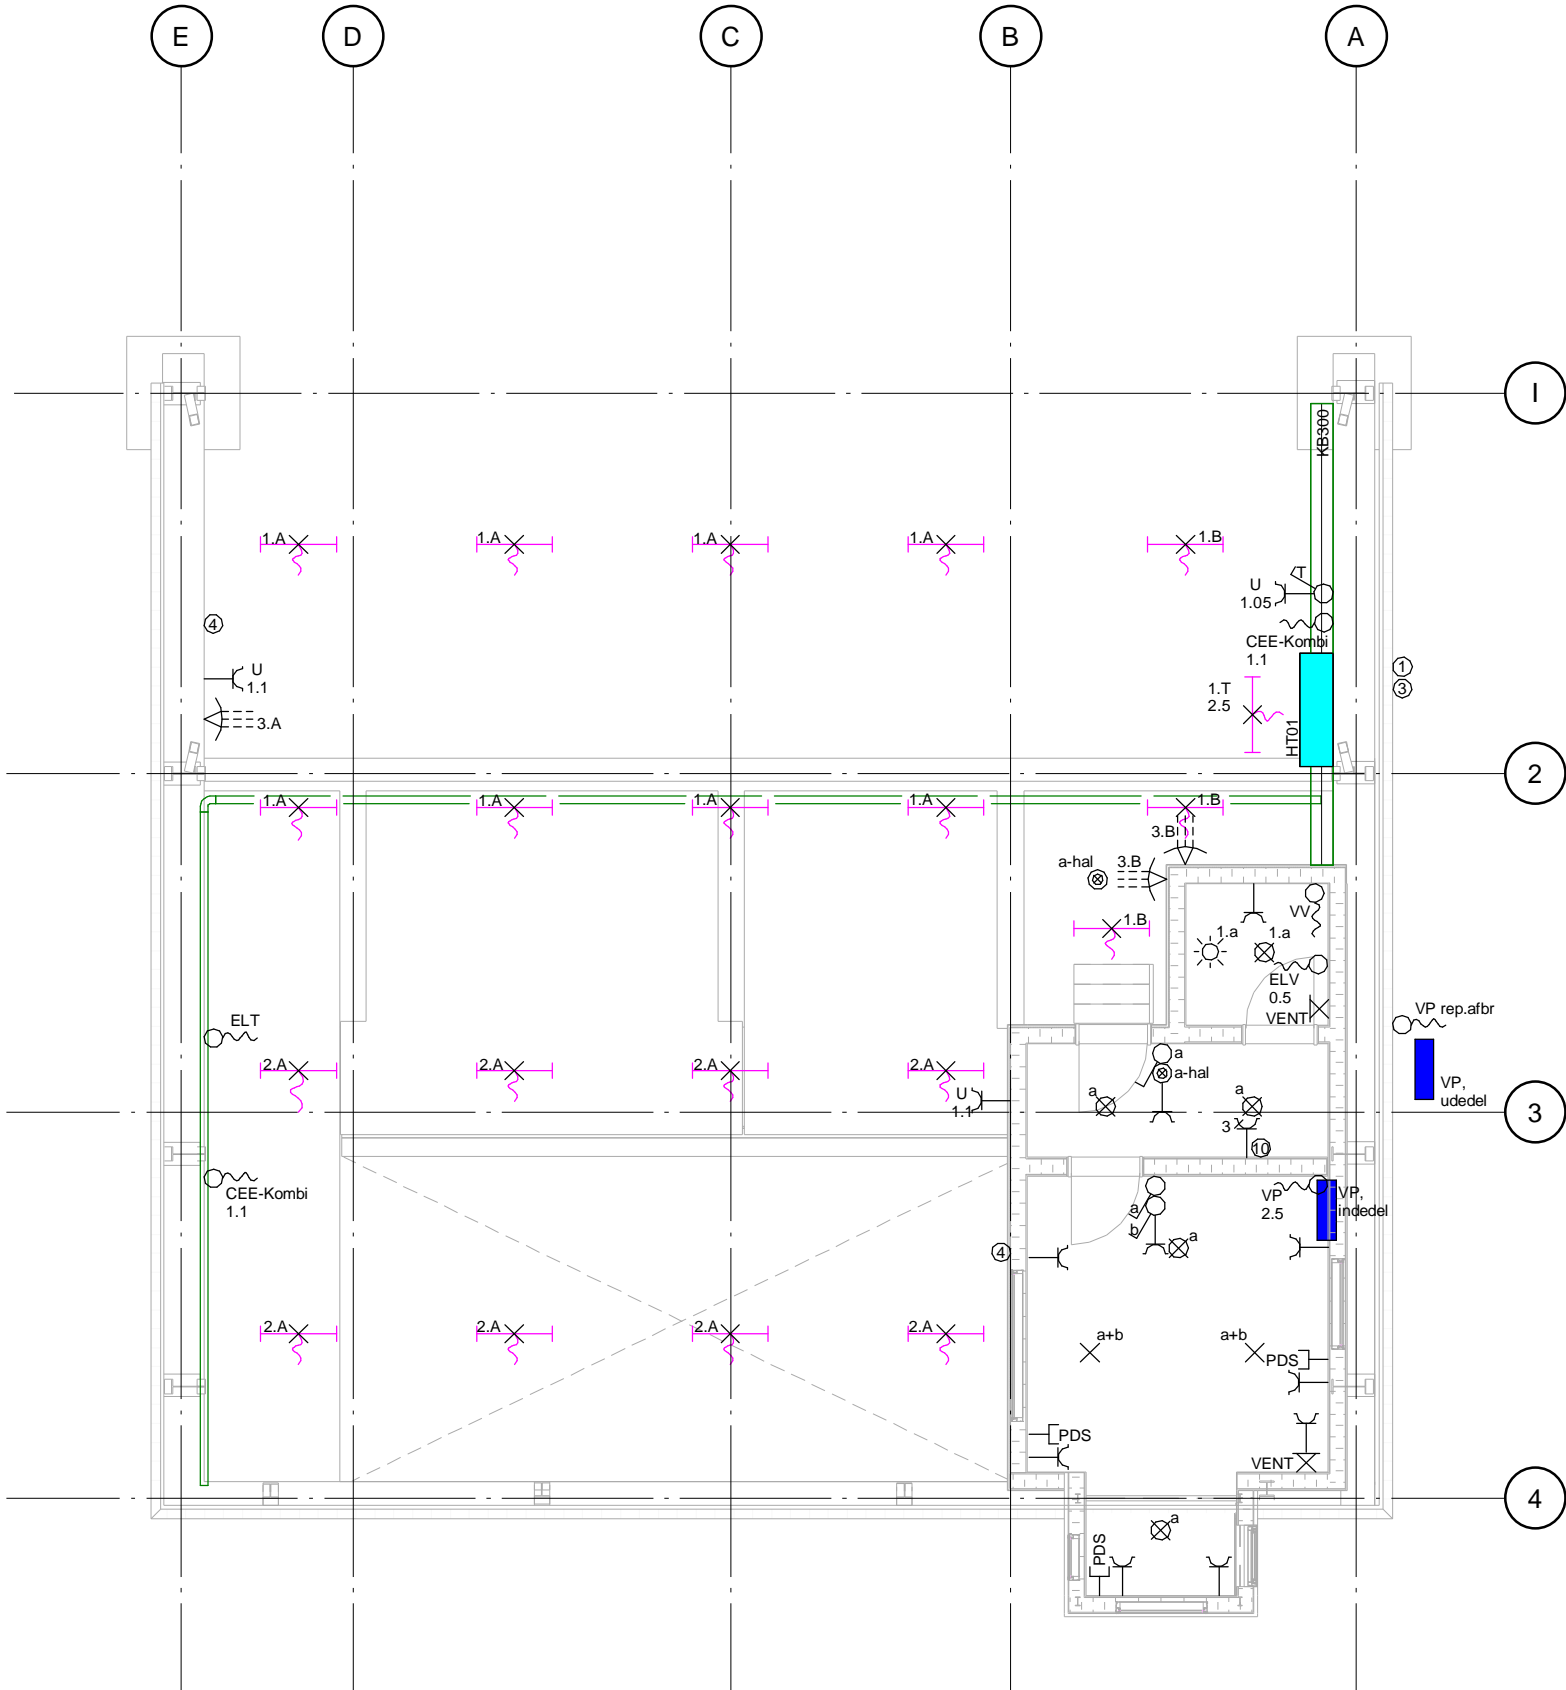 E D C B A
I
KB300
1.A 1.A 1.A 1.A 1.B
T
U
1.05
4
CEE-Kombi
1.1
U
1.1
1
3
1.T
2.5
3.A
HT01
2
1.A 1.A 1.A 1.A 1.B
3.B
a-hal
3.B
VV
1.B
1.a
1.a
ELV
0.5
VENT
VP rep.afbr
ELT
a
2.A 2.A 2.A 2.A
a-hal
VP,
udedel
U
1.1
a
a
3
3
10
CEE-Kombi
1.1
VP
2.5
VP,
indedel
a
b
a
4
2.A 2.A 2.A 2.A
a+b
a+b
PDS
PDS
VENT
4
a
PDS